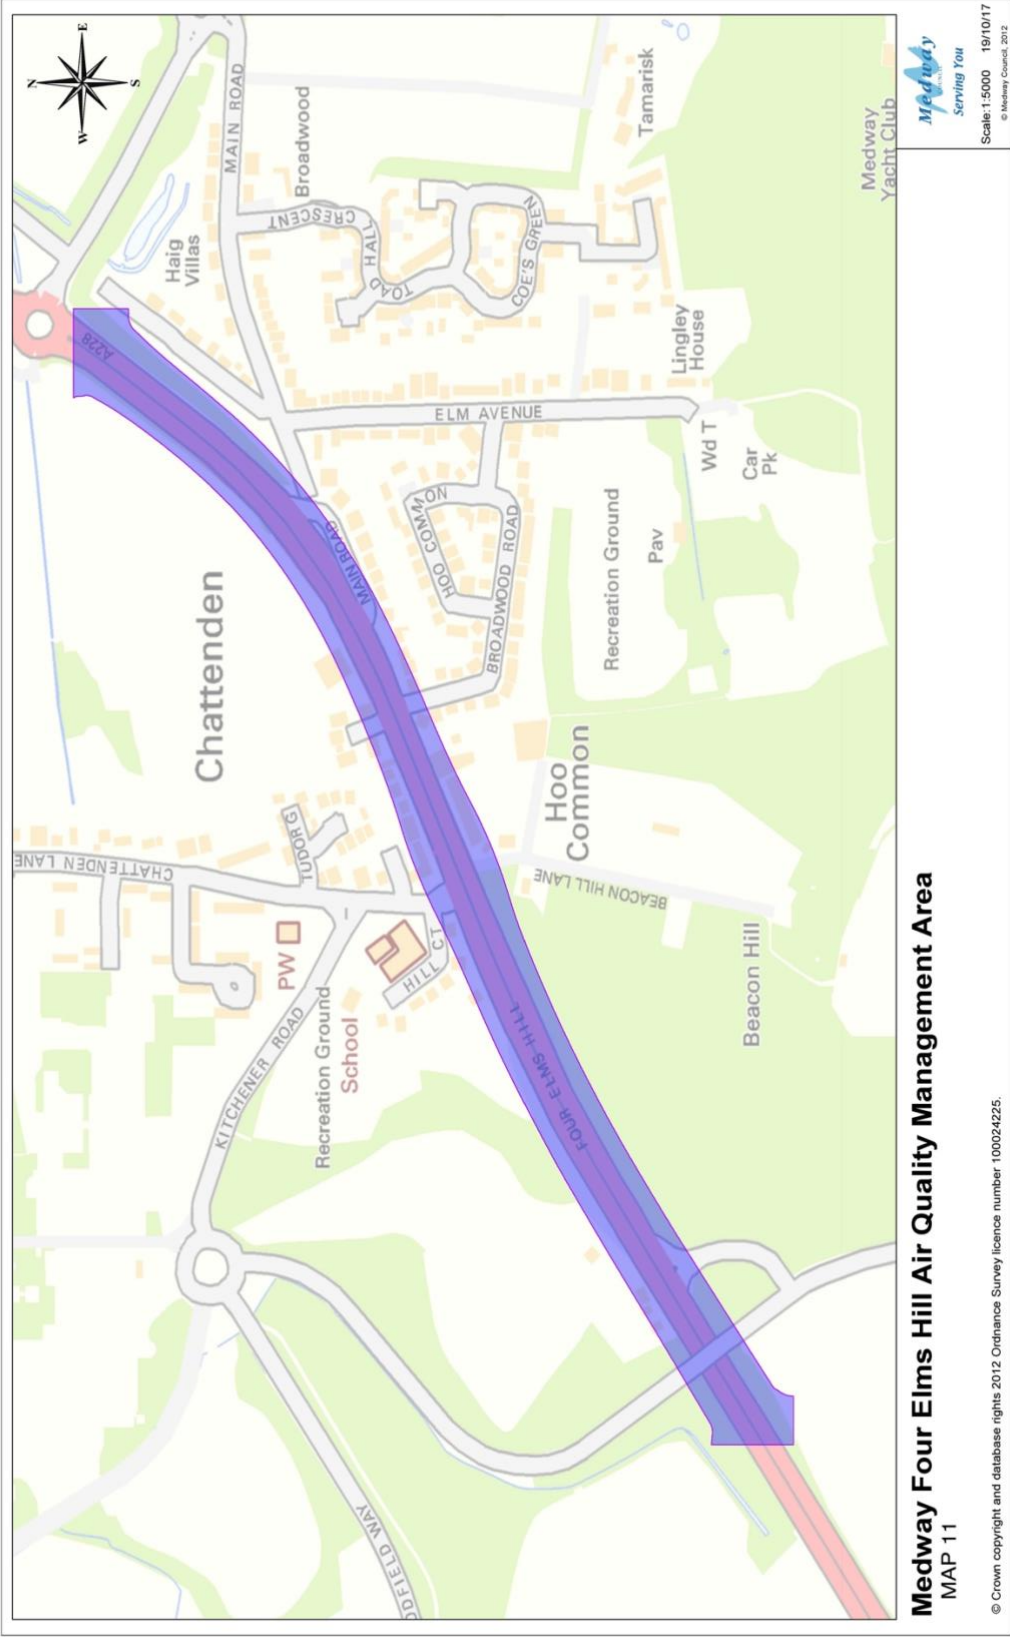 N
E
S
W
MAIN ROAD
Broadwood
Tamarisk
Haig
Villas
CRESCENT
TOAD HALL
COE'S GREEN
Medway
Yacht Club
A228
Lingley
House
ELM AVENUE
Wd T
Car
Pk
HOO COMMON
BROADWOOD ROAD
Recreation Ground
Pav
MAIN ROAD
Chattenden
Hoo
Common
TUDOR G
CHATTENDEN LANE
BEACON HILL LANE
PW
HILL CT
Beacon Hill
KITCHENER ROAD
Recreation Ground
School
FOUR ELMS HILL
DFIELD WAY
Medway
COUNCIL
Serving You
Scale:1:5000 19/10/17
© Medway Council, 2012
Medway Four Elms Hill Air Quality Management Area
MAP 11
© Crown copyright and database rights 2012 Ordnance Survey licence number 100024225.